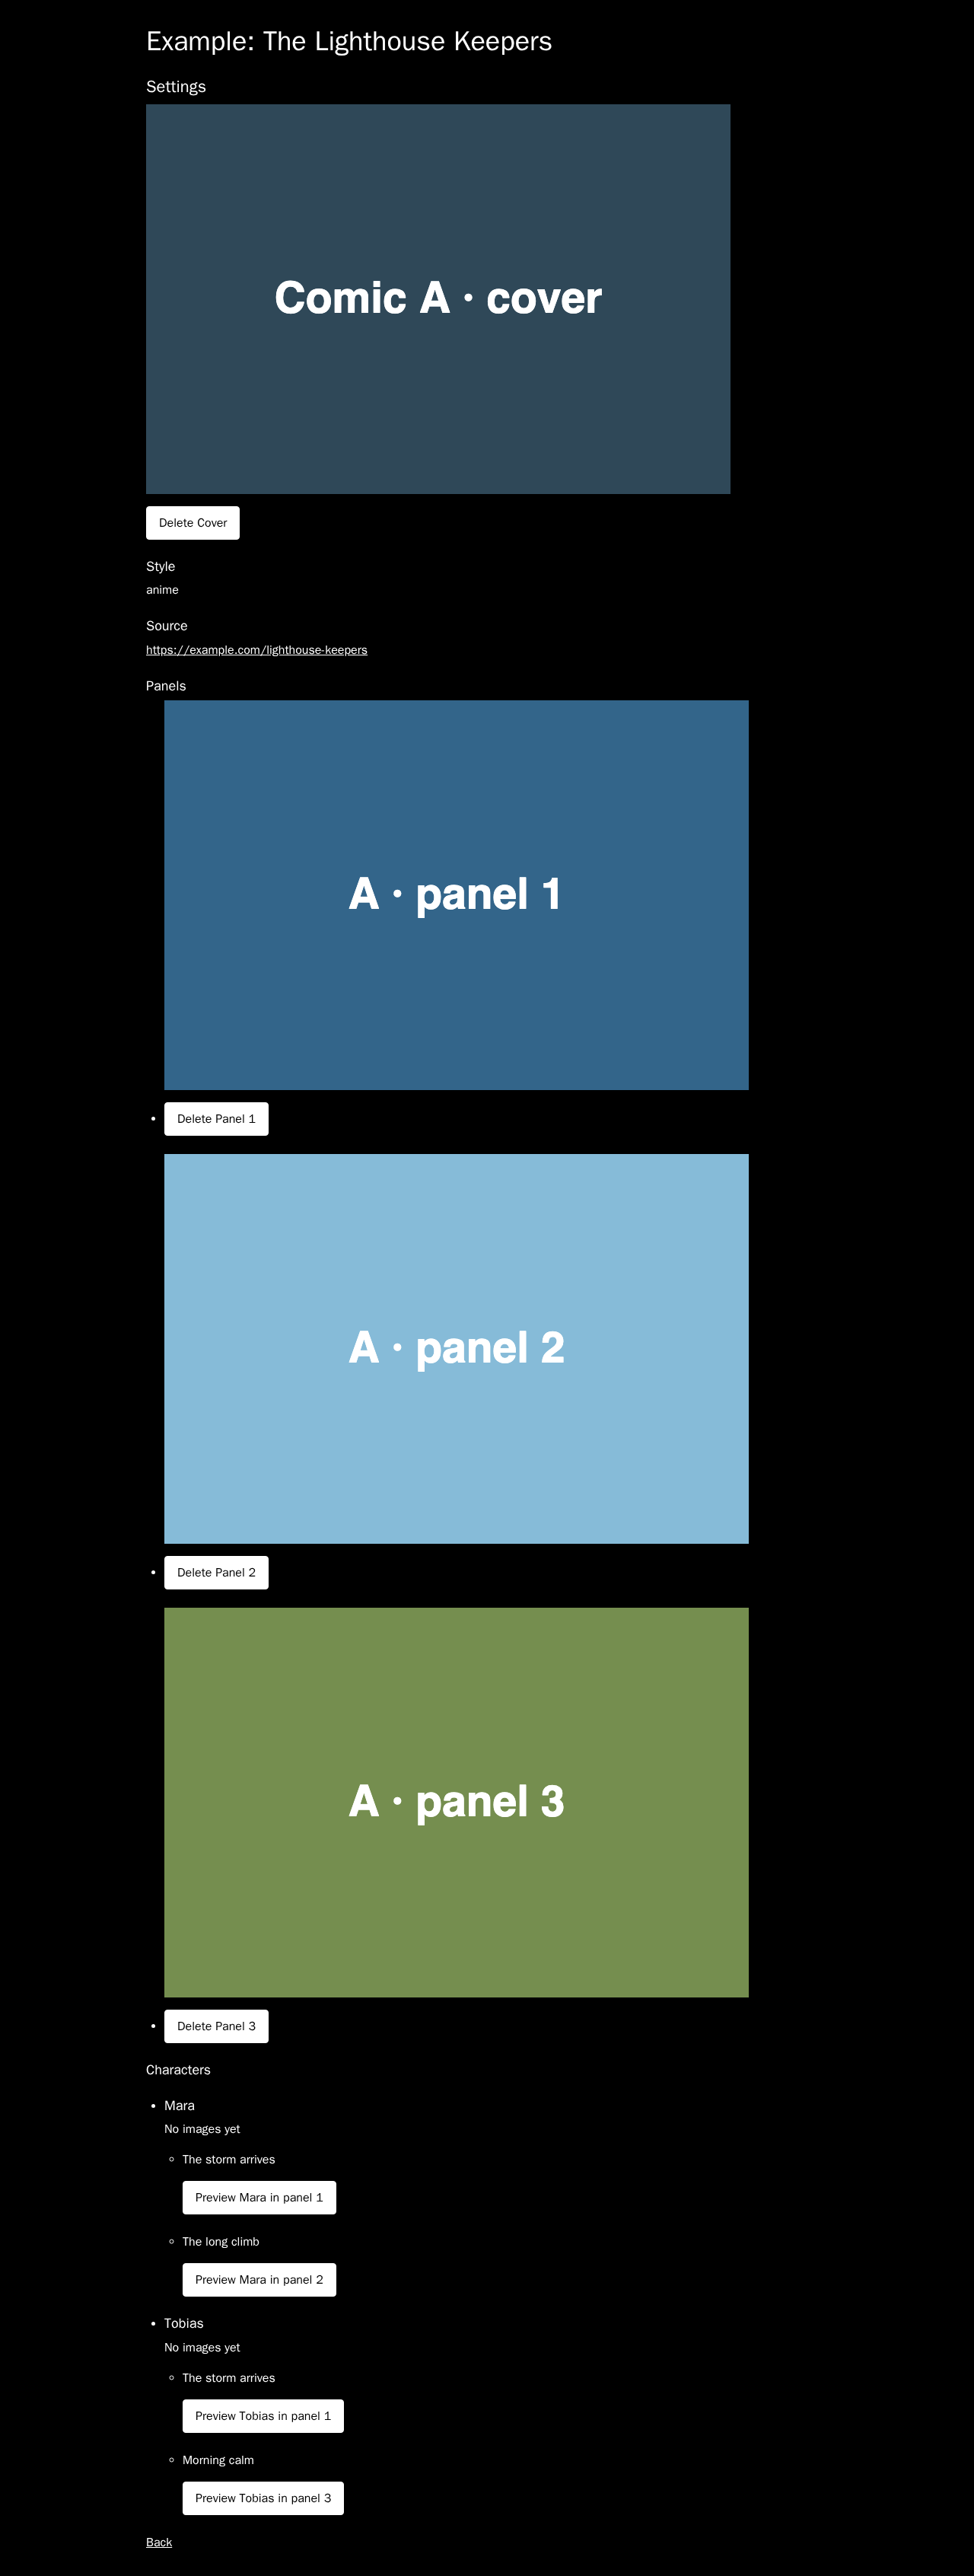 Example: The Lighthouse Keepers
Settings
Comic A · cover
Delete Cover
Style
anime
Source
https://example.com/lighthouse-keepers
Panels
A · panel 1
Delete Panel 1
A · panel 2
Delete Panel 2
A · panel 3
Delete Panel 3
Characters
Mara
No images yet
The storm arrives
Preview Mara in panel 1
The long climb
Preview Mara in panel 2
Tobias
No images yet
The storm arrives
Preview Tobias in panel 1
Morning calm
Preview Tobias in panel 3
Back